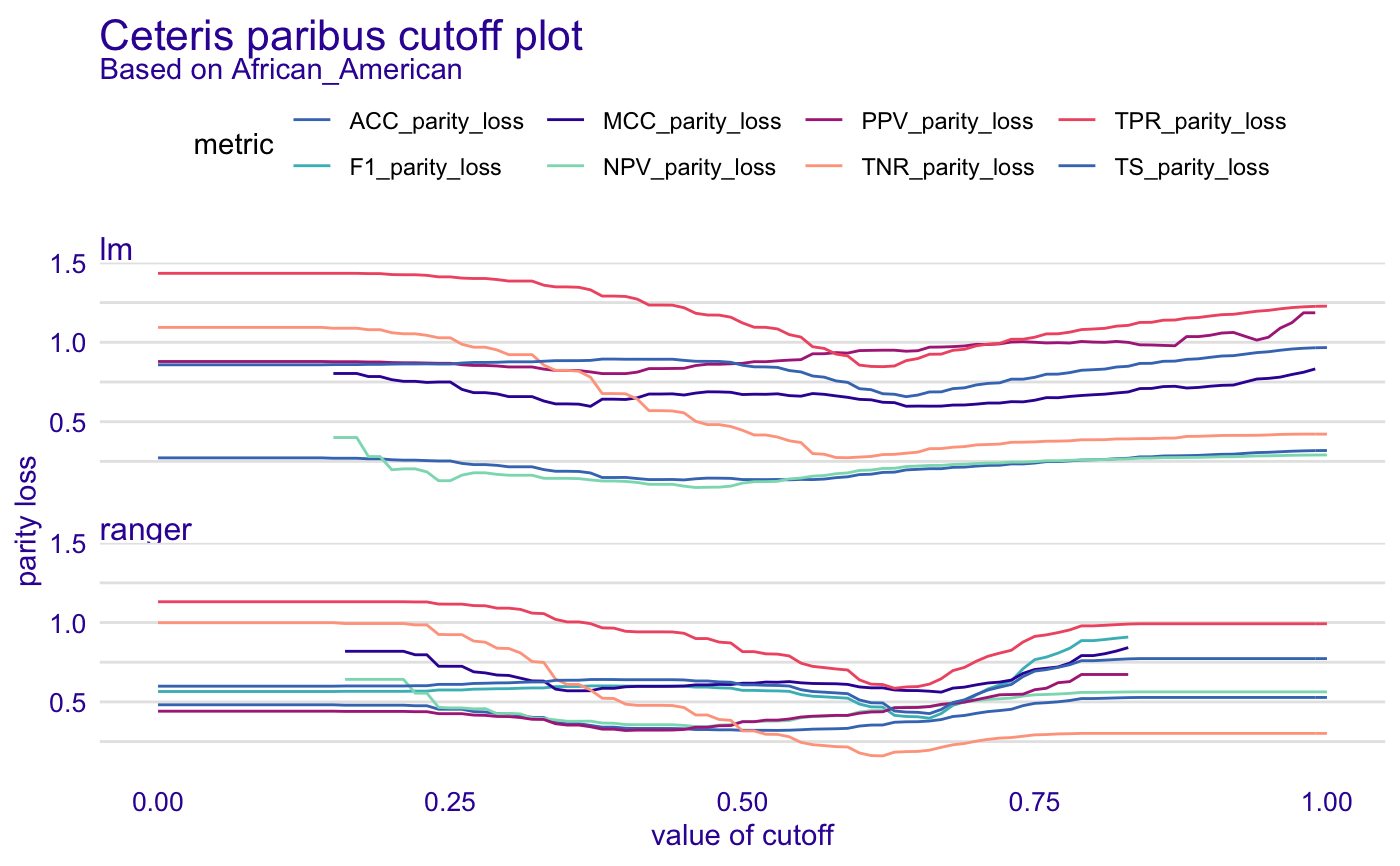 Ceteris paribus cutoff plot
Based on African_American
metric
ACC_parity_loss MCC_parity_loss PPV_parity_loss TPR_parity_loss
F1_parity_loss NPV_parity_loss TNR_parity_loss TS_parity_loss
lm
1.5
1.0
0.5
parity loss
ranger
1.5
1.0
0.5
0.00 0.25 0.50 0.75 1.00
value of cutoff